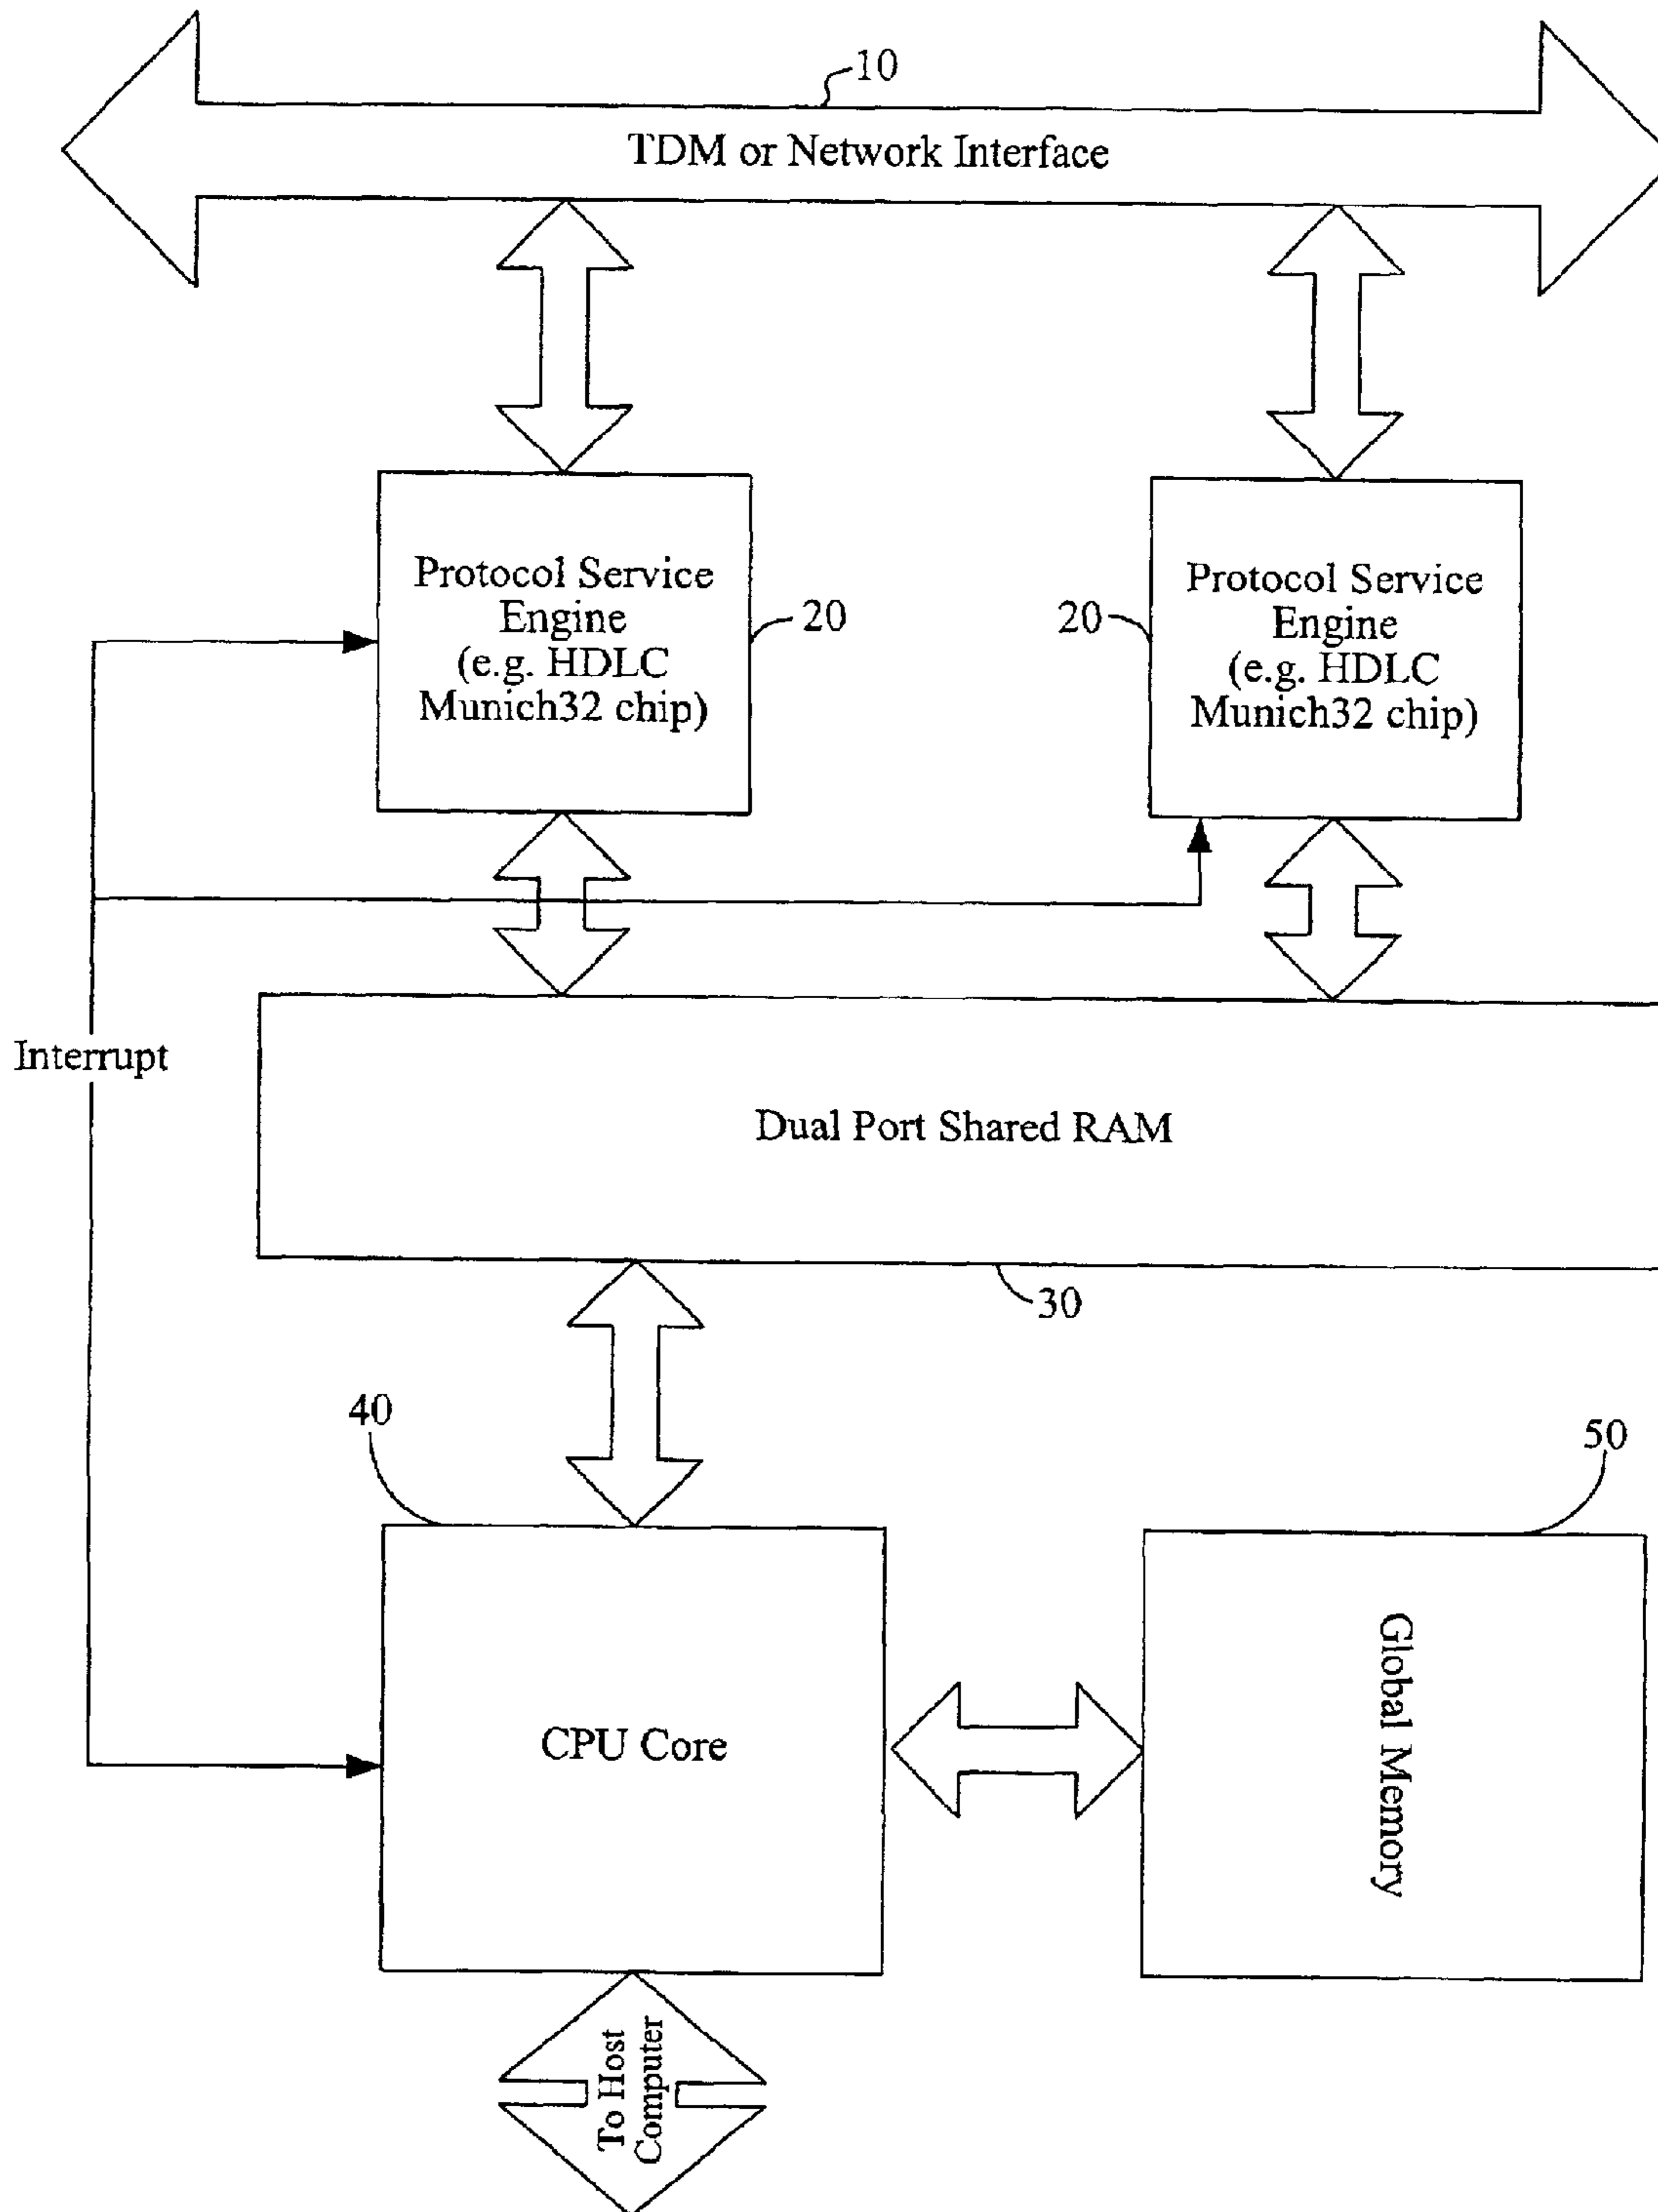 10
TDM or Network Interface
Protocol Service
Engine
(e.g. HDLC
Munich32 chip)
20
20
Protocol Service
Engine
(e.g. HDLC
Munich32 chip)
Interrupt
Dual Port Shared RAM
30
40
50
CPU Core
Global Memory
To Host
Computer